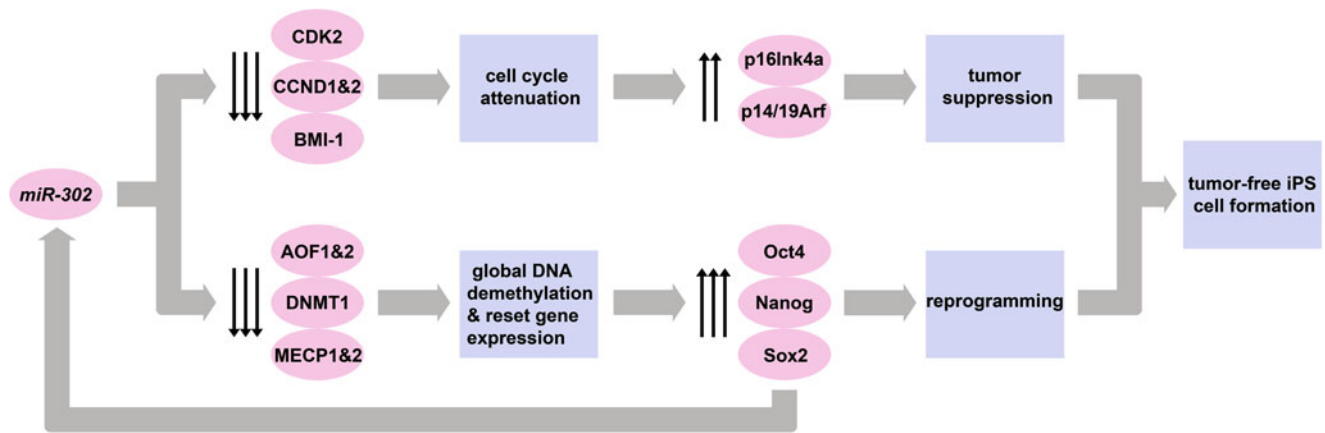 miR-302
CDK2
CCND1&2
BMI-1
cell cycle
attenuation
p16Ink4a
p14/19Arf
tumor
suppression
AOF1&2
DNMT1
MECP1&2
global DNA
demethylation
& reset gene
expression
Oct4
Nanog
Sox2
reprogramming
tumor-free iPS
cell formation